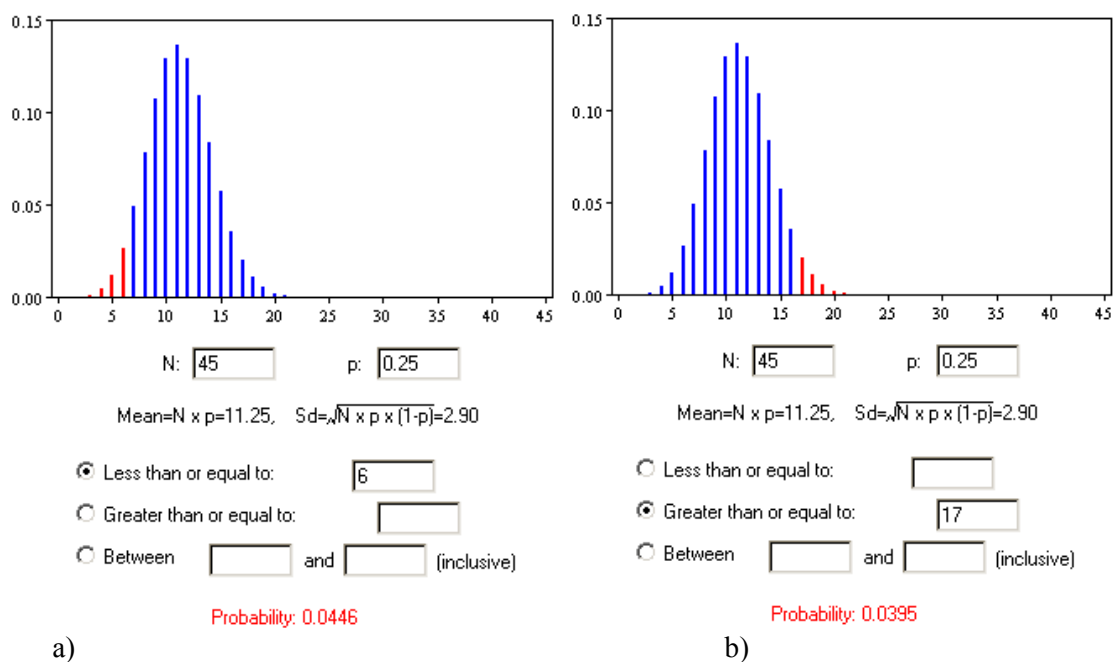 0.15
0.10
0.05
0.00
0 5 10 15 20 25 30 35 40 45
N: 45 p: 0.25
Mean=N x p=11.25, Sd=√N x p x (1-p)=2.90
Less than or equal to: 6
Greater than or equal to:
Between and (inclusive)
Probability: 0.0446
a)
0.15
0.10
0.05
0.00
0 5 10 15 20 25 30 35 40 45
N: 45 p: 0.25
Mean=N x p=11.25, Sd=√N x p x (1-p)=2.90
Less than or equal to:
Greater than or equal to: 17
Between and (inclusive)
Probability: 0.0395
b)